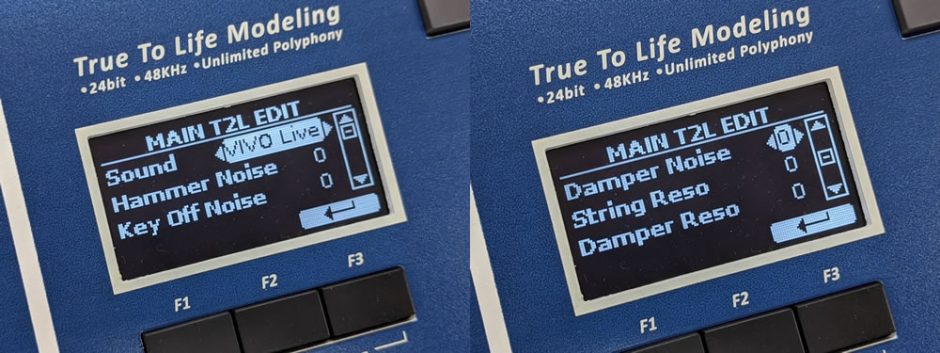 True To Life Modeling
•24bit •48KHz •Unlimited Polyphony
MAIN T2L EDIT
Sound VIVO Live
Hammer Noise 0
Key Off Noise 0
F1 F2 F3
True To Life Modeling
•24bit •48KHz •Unlimited Polyphony
MAIN T2L EDIT
Damper Noise 0
String Reso 0
Damper Reso 0
F1 F2 F3